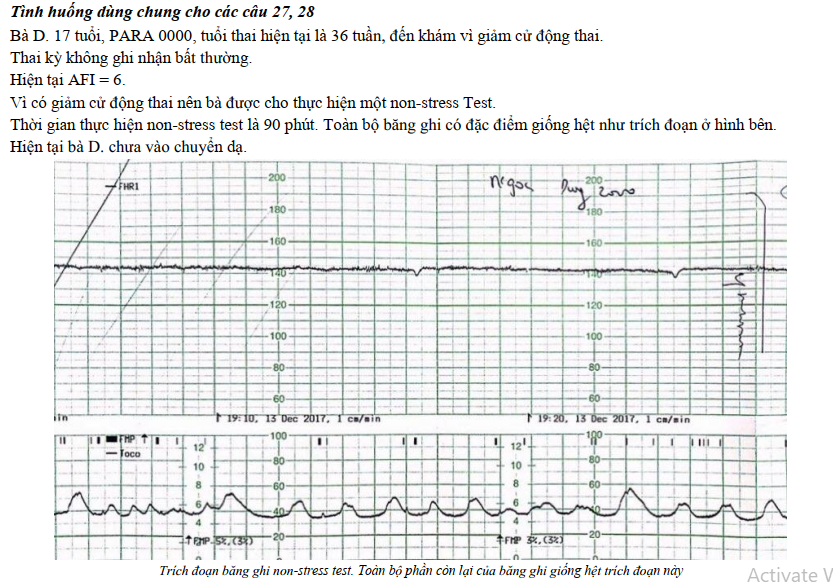 Tình huống dùng chung cho các câu 27, 28
Bà D. 17 tuổi, PARA 0000, tuổi thai hiện tại là 36 tuần, đến khám vì giảm cử động thai.
Thai kỳ không ghi nhận bất thường.
Hiện tại AFI = 6.
Vì có giảm cử động thai nên bà được cho thực hiện một non-stress Test.
Thời gian thực hiện non-stress test là 90 phút. Toàn bộ băng ghi có đặc điểm giống hệt như trích đoạn ở hình bên.
Hiện tại bà D. chưa vào chuyển dạ.
FHR1
200 200
180 180
160 160
140 140
120 120
100 100
80 80
60 60
in 19:10, 13 Dec 2017, 1 cm/min 19:20, 13 Dec 2017, 1 cm/min
FMP
Toco
12 100 12 100
10 80 10 80
8 60 8 60
6 40 6 40
4 20 4 20
FMP 5%,(3%) FMP 3%,(3%)
0 0
Trích đoạn băng ghi non-stress test. Toàn bộ phần còn lại của băng ghi giống hệt trích đoạn này
Activate